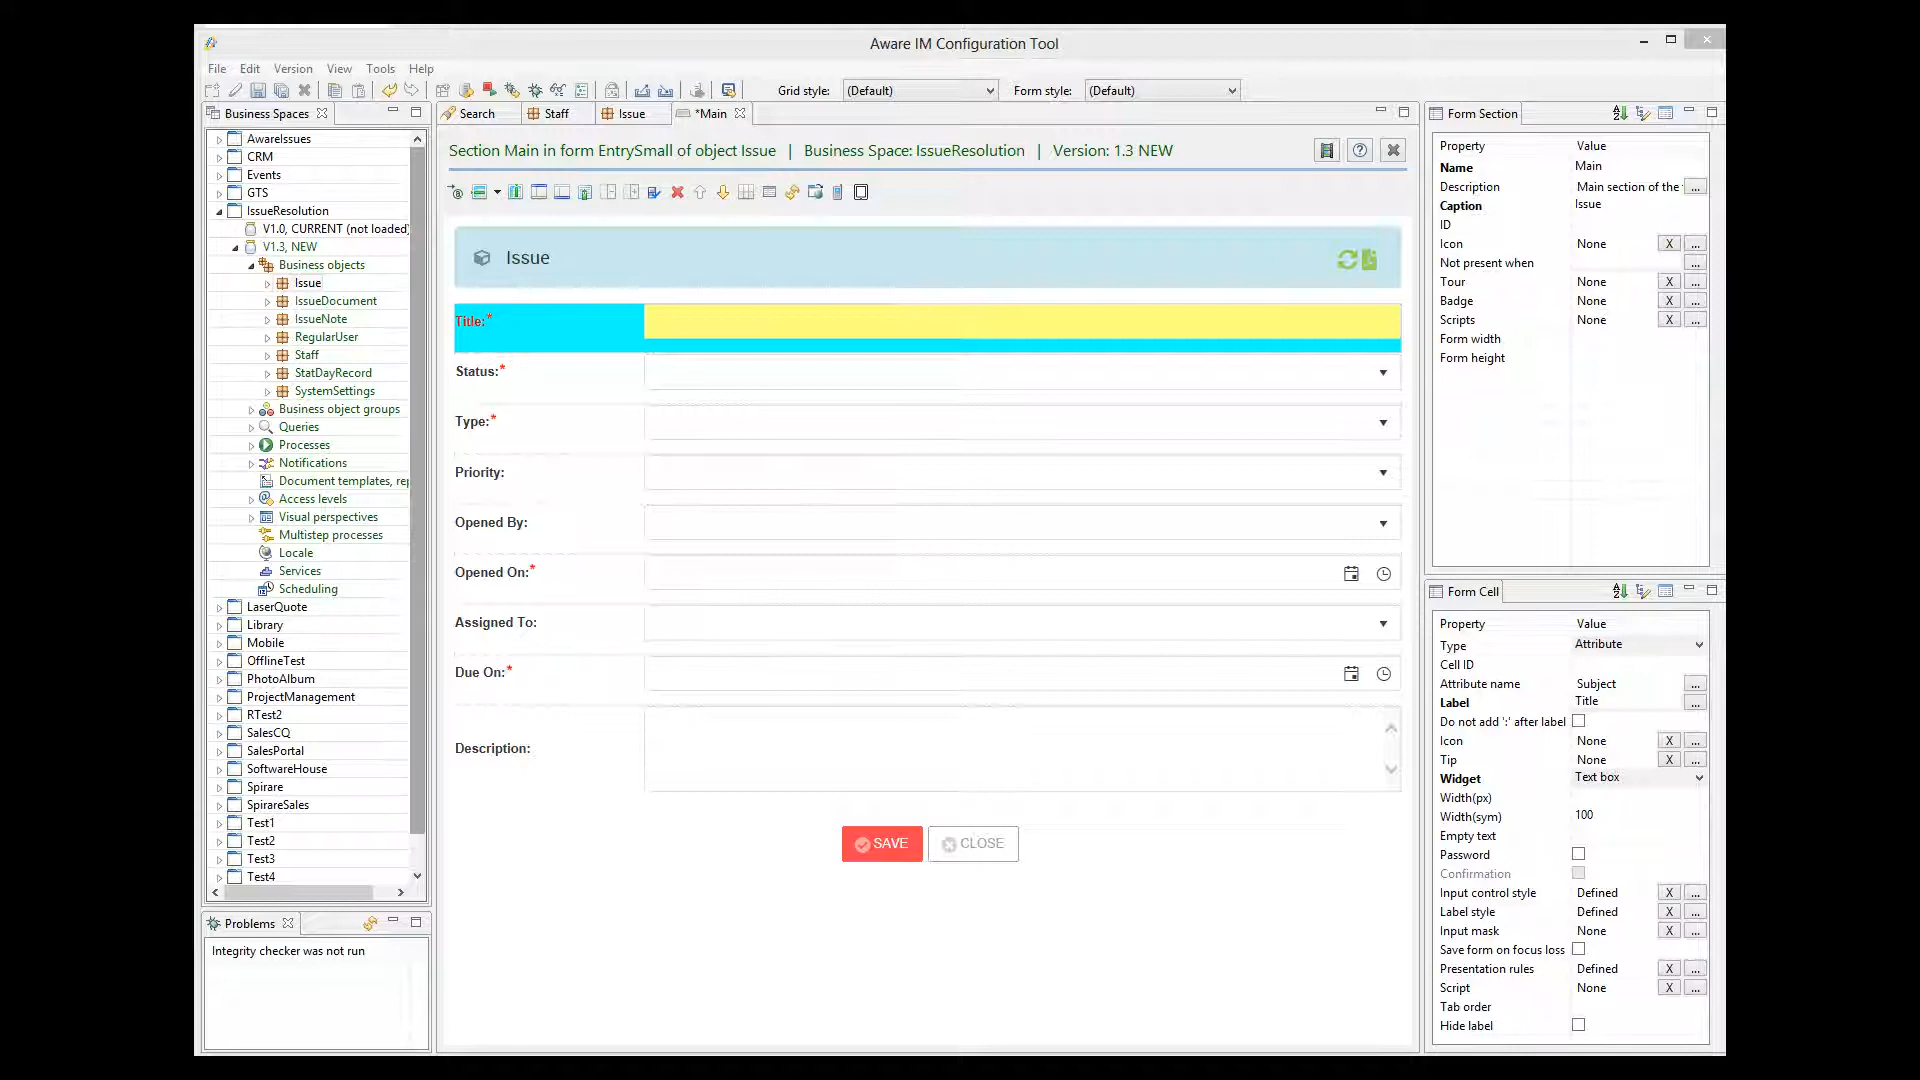 Aware IM Configuration Tool
File Edit Version View Tools Help
Grid style: (Default) Form style: (Default)
Business Spaces
AwareIssues
CRM
Events
GTS
IssueResolution
V1.0, CURRENT (not loaded)
V1.3, NEW
Business objects
Issue
IssueDocument
IssueNote
RegularUser
Staff
StatDayRecord
SystemSettings
Business object groups
Queries
Processes
Notifications
Document templates, rep
Access levels
Visual perspectives
Multistep processes
Locale
Services
Scheduling
LaserQuote
Library
Mobile
OfflineTest
PhotoAlbum
ProjectManagement
RTest2
SalesCQ
SalesPortal
SoftwareHouse
Spirare
SpirareSales
Test1
Test2
Test3
Test4
Problems
Integrity checker was not run
Search Staff Issue *Main
Section Main in form EntrySmall of object Issue | Business Space: IssueResolution | Version: 1.3 NEW
Issue
Title:*
Status:*
Type:*
Priority:
Opened By:
Opened On:*
Assigned To:
Due On:*
Description:
SAVE CLOSE
Form Section
Property Value
Name Main
Description Main section of the ...
Caption Issue
ID
Icon None X ...
Not present when ...
Tour None X ...
Badge None X ...
Scripts None X ...
Form width
Form height
Form Cell
Property Value
Type Attribute
Cell ID
Attribute name Subject ...
Label Title ...
Do not add ':' after label
Icon None X ...
Tip None X ...
Widget Text box
Width(px)
Width(sym) 100
Empty text
Password
Confirmation
Input control style Defined X ...
Label style Defined X ...
Input mask None X ...
Save form on focus loss
Presentation rules Defined X ...
Script None X ...
Tab order
Hide label